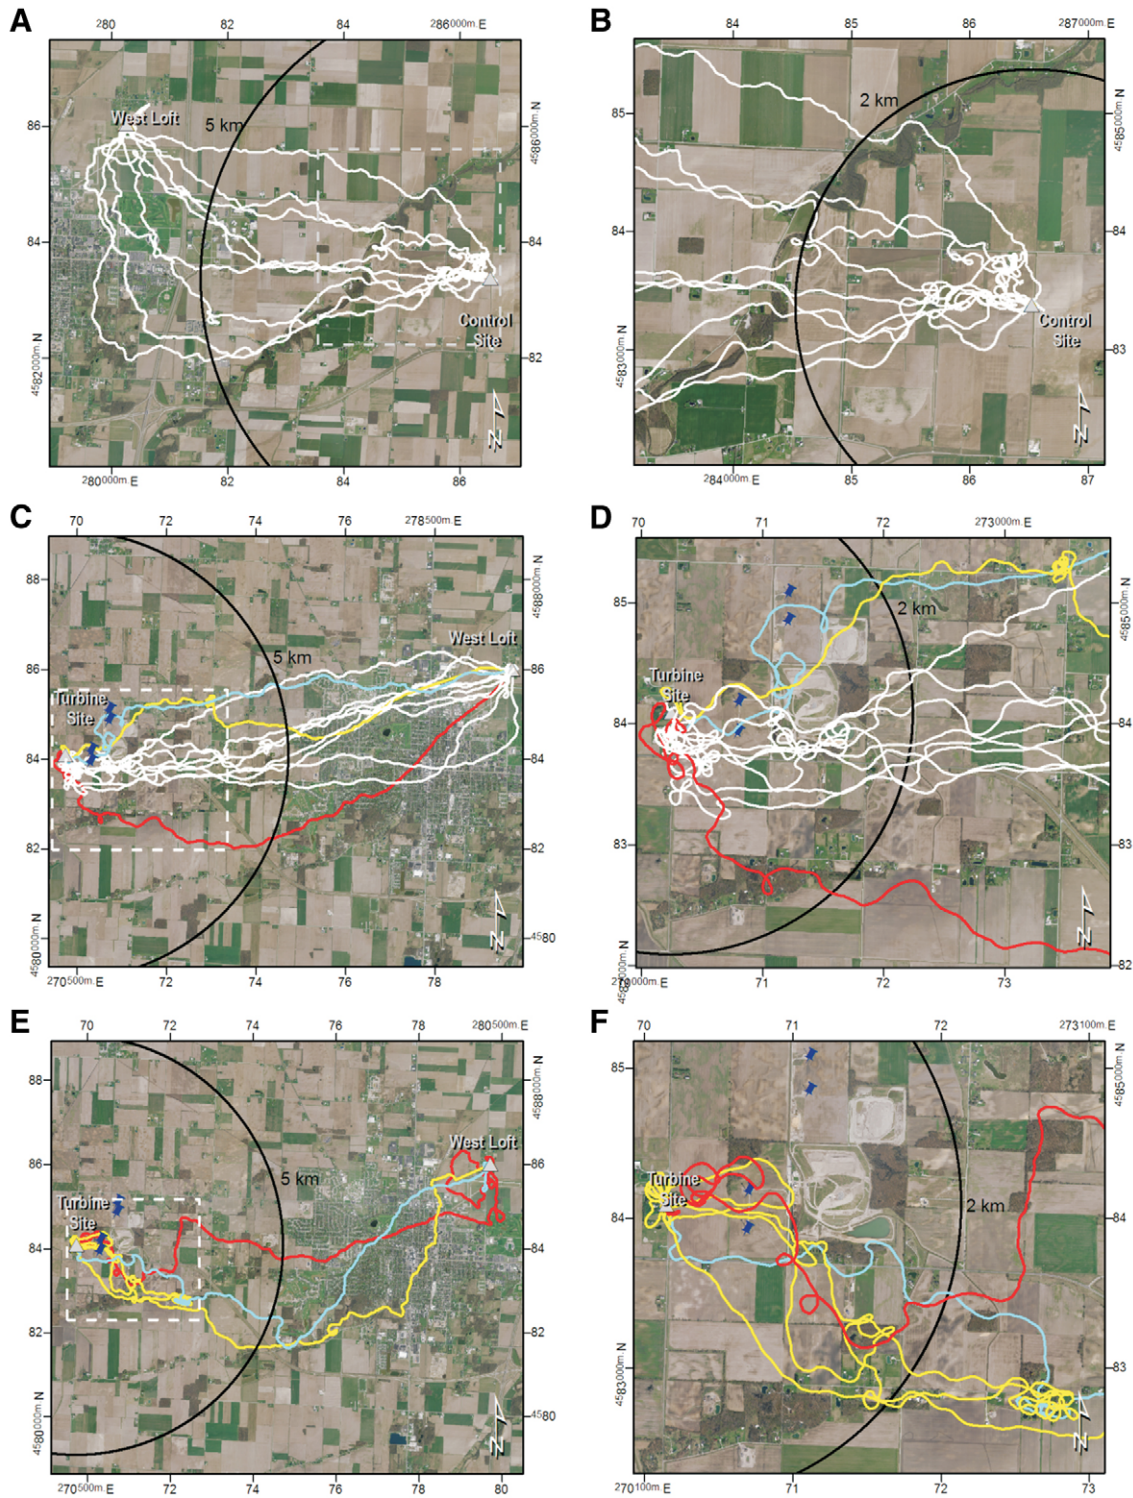 A
280
82
84
286000m. E
86
84
4582000m. N
4586000m. N
84
82
West Loft
5 km
Control
Site
N
280000m. E
82
84
86
B
84
85
86
287000m. E
85
84
4583000m. N
4585000m. N
84
83
2 km
Control
Site
N
284000m. E
85
86
87
C
70
72
74
76
278500m. E
88
86
84
82
4580000m. N
4588000m. N
86
84
82
4580
West Loft
5 km
Turbine
Site
N
270500m. E
72
74
76
78
D
70
71
72
273000m. E
85
84
83
4585000m. N
84
83
82
2 km
Turbine
Site
N
71
72
73
E
70
72
74
76
78
280500m. E
88
86
84
82
4580000m. N
4588000m. N
86
84
82
4580
West Loft
5 km
Turbine
Site
N
270500m. E
72
74
76
78
80
F
70
71
72
273100m. E
85
84
4583000m. N
4585000m. N
84
83
2 km
Turbine
Site
N
270100m. E
71
72
73